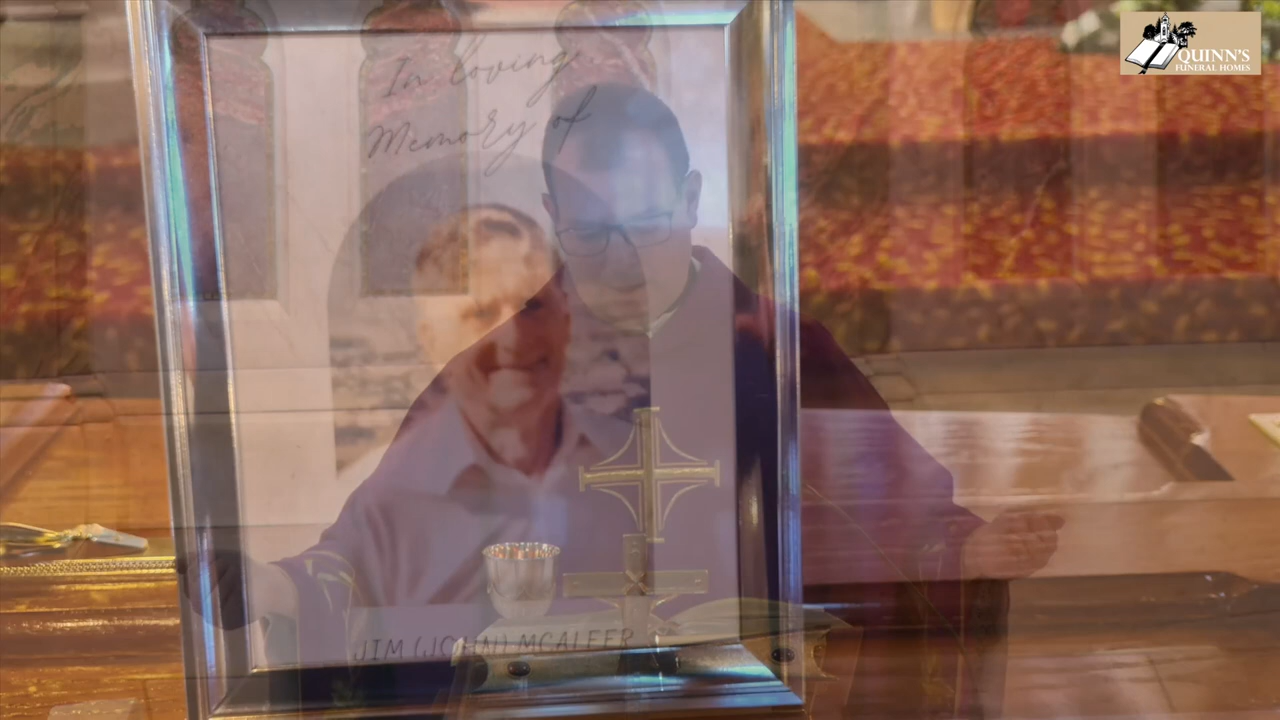 In loving
Memory of
JIM (JOHN) MCALEER
QUINN'S
FUNERAL HOMES